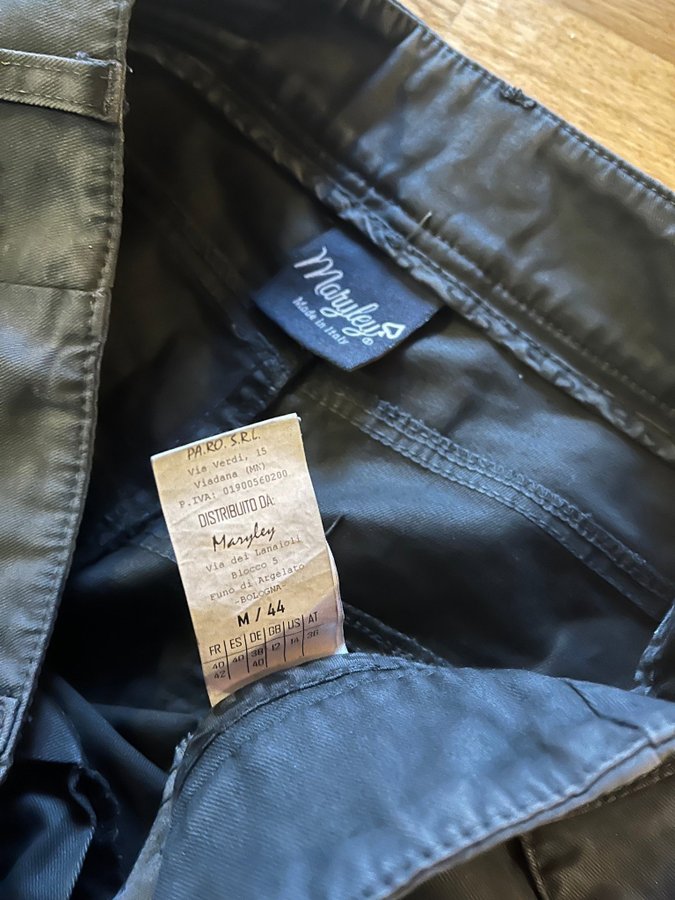 Maryley®
Made in Italy
PA.RO. S.R.L.
Via Verdi, 15
Viadana (MN)
P.IVA: 01900560200
DISTRIBUITO DA:
Maryley
Via dei Lanaioli
Blocco 5
Funo di Argelato
-BOLOGNA-
M / 44
FR ES DE GB US AT
40 40 38 12 14 36
42 40